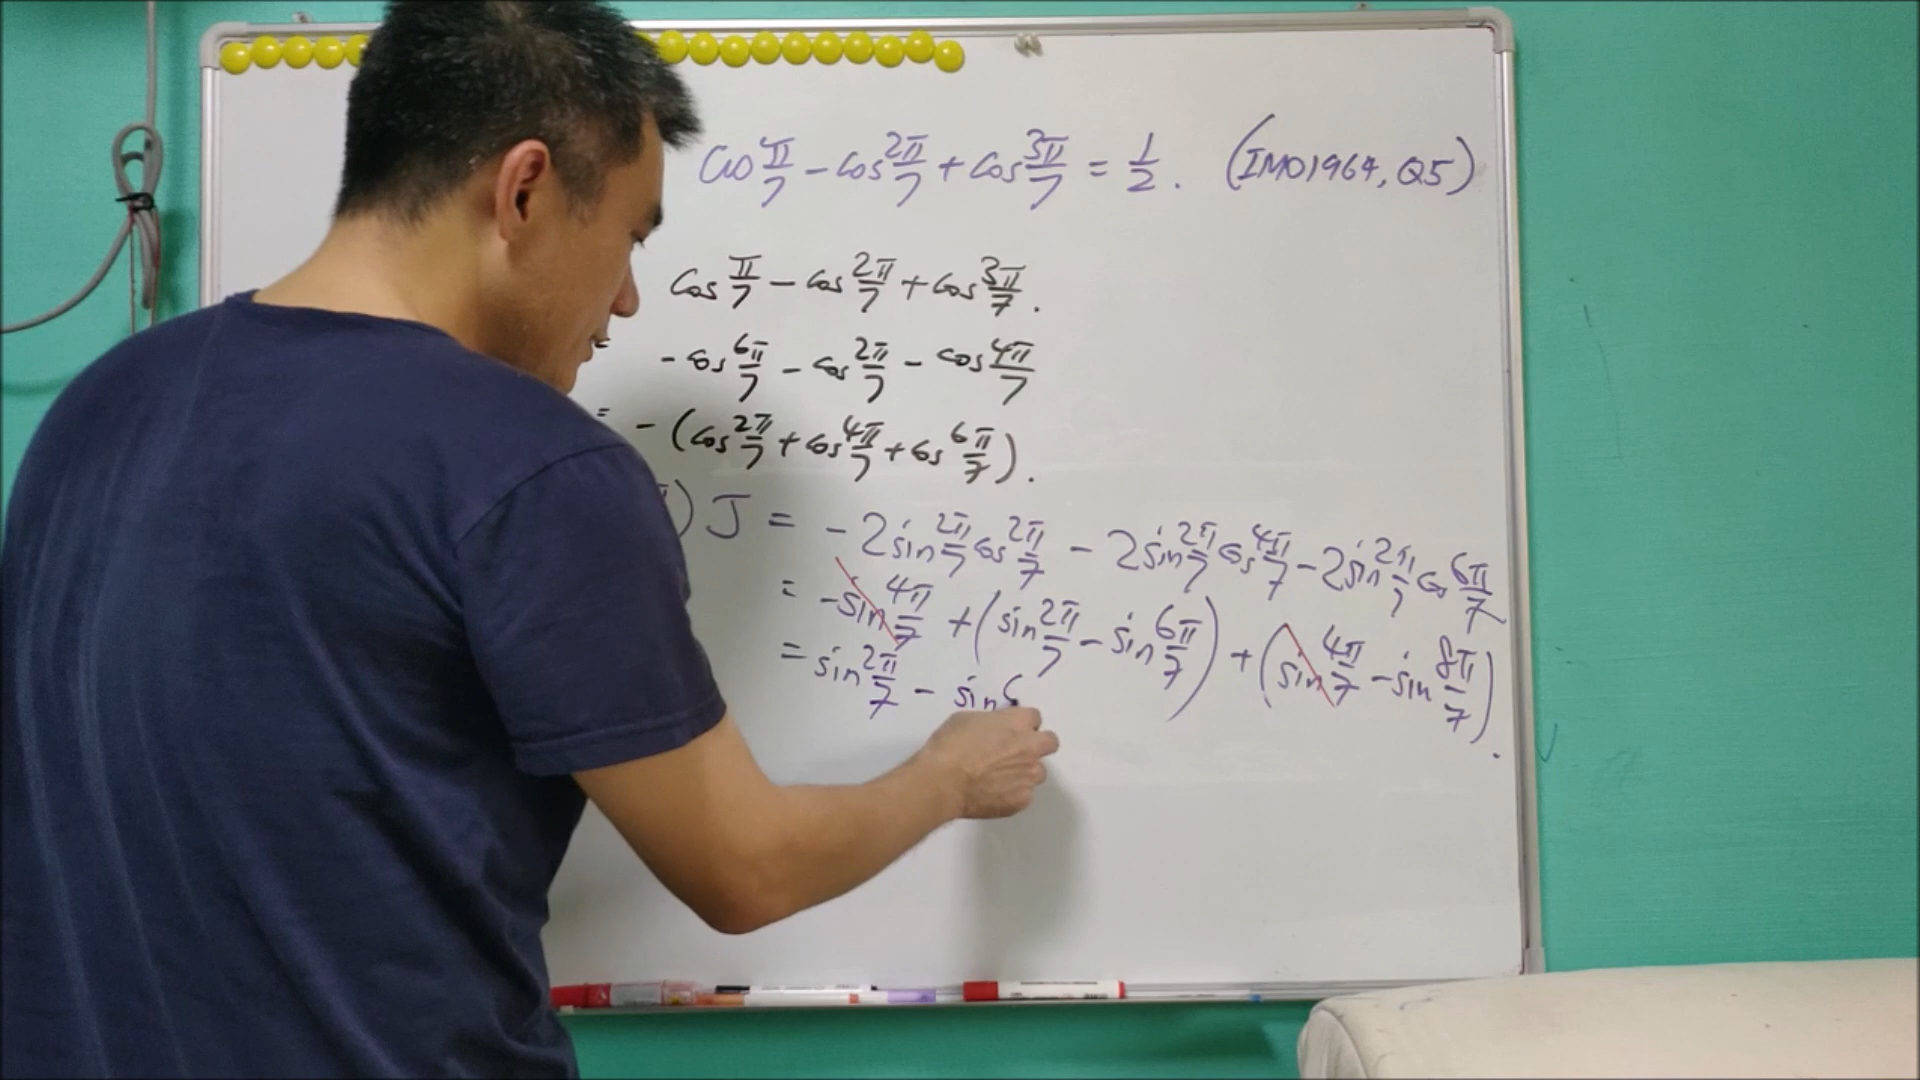 cos π/7 - cos 2π/7 + cos 3π/7 = 1/2. (IMO1964, Q5)
cos π/7 - cos 2π/7 + cos 3π/7.
= - cos 6π/7 - cos 2π/7 - cos 4π/7
= - (cos 2π/7 + cos 4π/7 + cos 6π/7).
) J = - 2 sin 2π/7 cos 2π/7 - 2 sin 2π/7 cos 4π/7 - 2 sin 2π/7 cos 6π/7
= - sin 4π/7 + (sin 2π/7 - sin 6π/7) + (sin 4π/7 - sin 8π/7).
= sin 2π/7 - sin 6